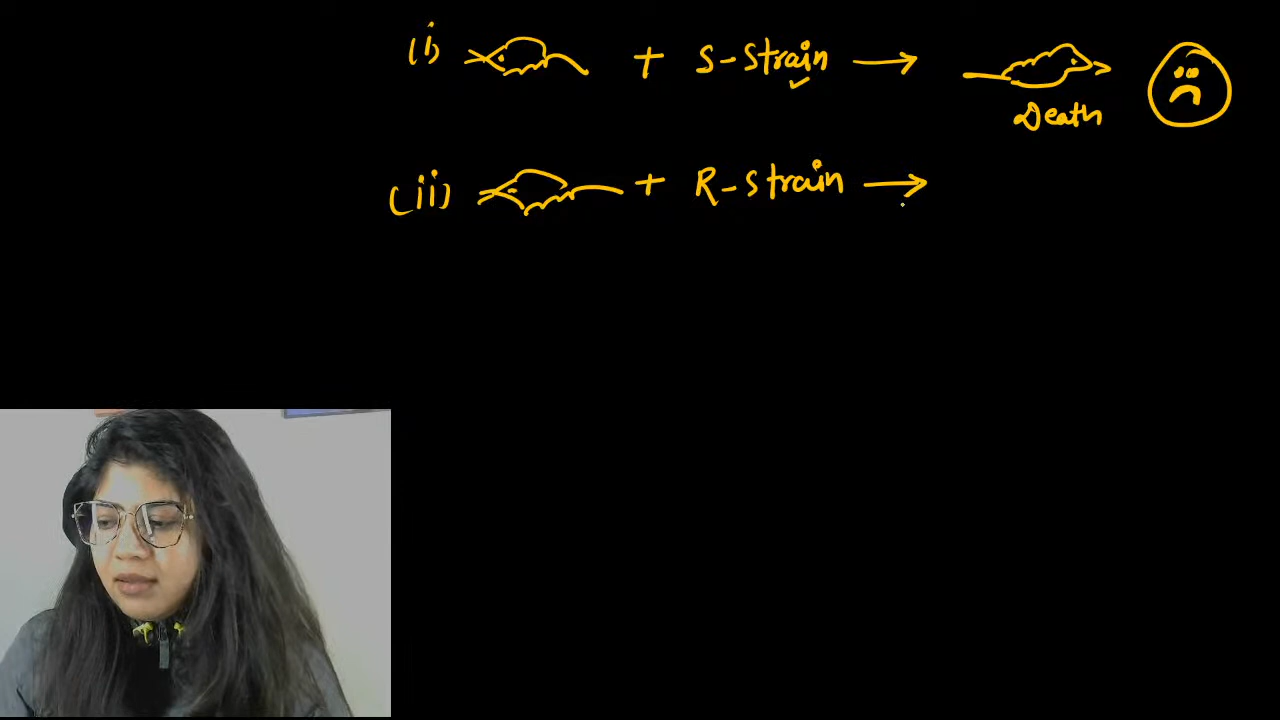 (i) + S-Strain → Death
(ii) + R-Strain →